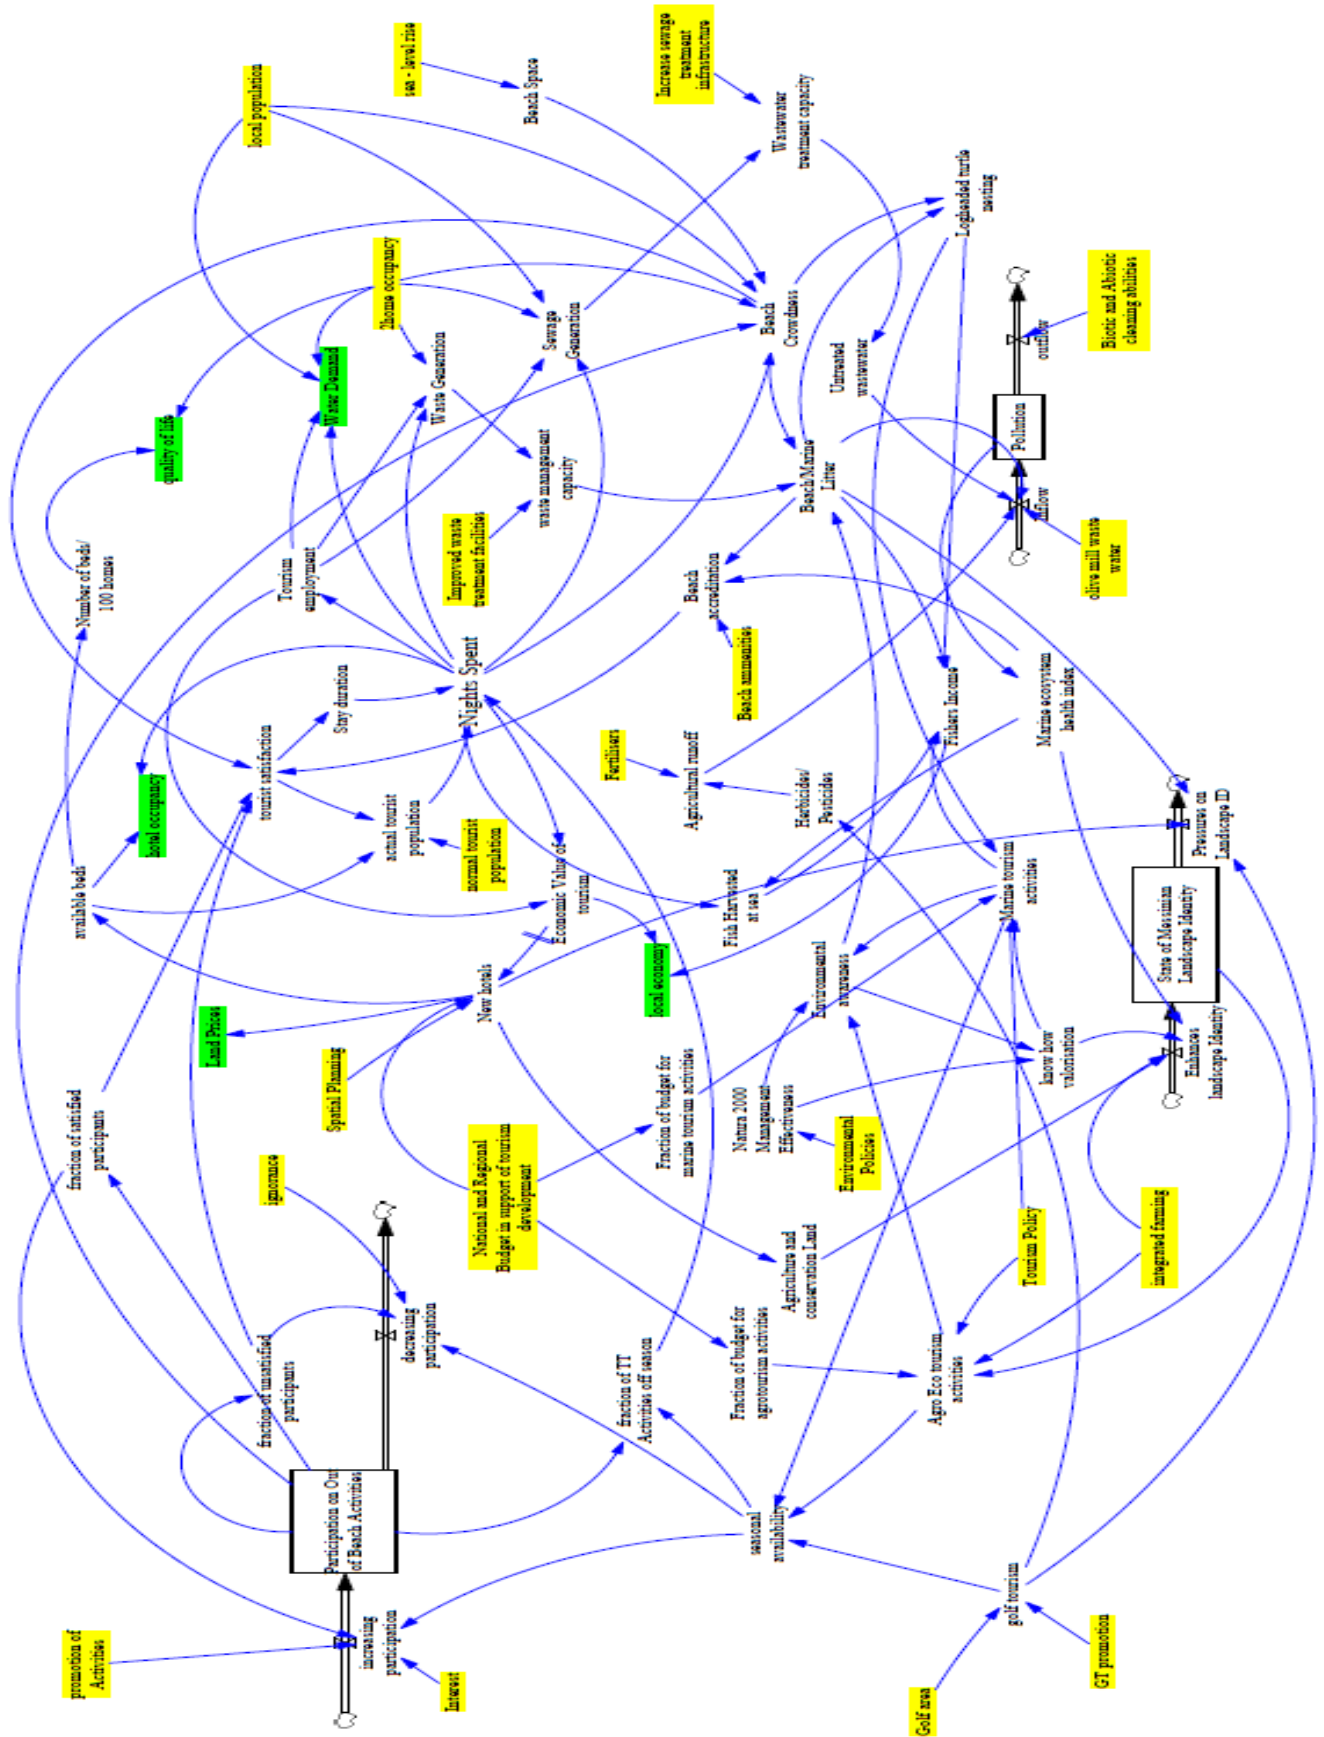 local population
sea - level rise
Beach Space
Increase sewage
treatment
infrastructure
Wastewater
treatment capacity
Logheaded turtle
nesting
2home occupancy
quality of life
Water Demand
Waste Generation
Sewage
Generation
Beach
Crowdness
Untreated
wastewater
Biotic and Abiotic
cleaning abilities
outflow
Pollution
inflow
olive mill waste
water
Number of beds/
100 homes
Tourism
employment
Improved waste
treatment facilities
waste management
capacity
Beach/Marine
Litter
Beach
accreditation
Beach ammenities
Nights Spent
Stay duration
tourist satisfaction
hotel occupancy
available beds
actual tourist
population
normal tourist
population
Fertilisers
Agricultural runoff
Herbicides/
Pesticides
Fishers Income
Marine ecosystem
health index
Economic Value of
tourism
Fish Harvested
at sea
local economy
Marine tourism
activities
Pressures on
Landscape ID
State of Messinian
Landscape Identity
Enhances
landscape Identity
New hotels
Land Prices
Spatial Planning
Environmental
awareness
know how
valorisation
Fraction of budget for
marine tourism activities
Natura 2000
Management
Effectiveness
Environmental
Policies
fraction of satisfied
participants
ignorance
National and Regional
Budget in support of tourism
development
Agriculture and
conservation Land
Tourism Policy
integrated farming
fraction of unsatisfied
participants
decreasing
participation
fraction of TT
Activities off season
Fraction of budget for
agrotourism activities
Agro Eco tourism
activities
Participation on Out
of Beach Activities
seasonal
availability
golf tourism
promotion of
Activities
increasing
participation
Interest
Golf area
GT promotion